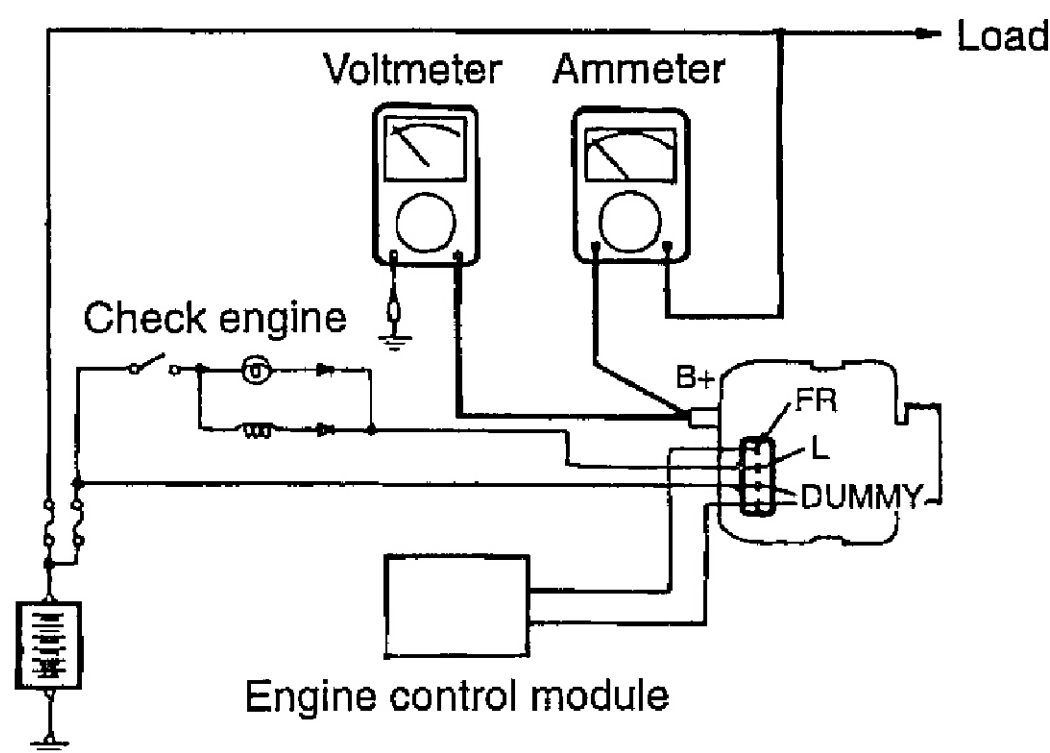 Load
Voltmeter
Ammeter
Check engine
B+
FR
L
DUMMY
Engine control module